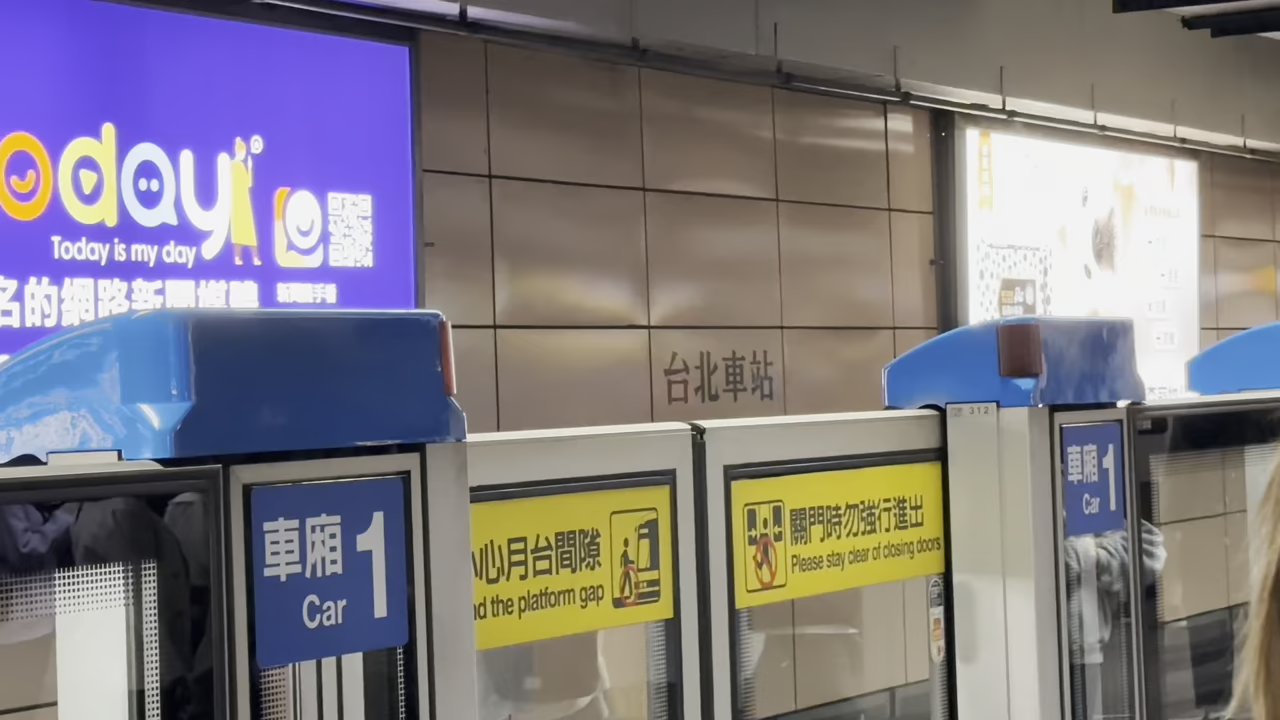 oday
Today is my day
名的網路新聞媒體
台北車站
312
車廂 1
Car
心月台間隙
nd the platform gap
關門時勿強行進出
Please stay clear of closing doors
車廂 1
Car